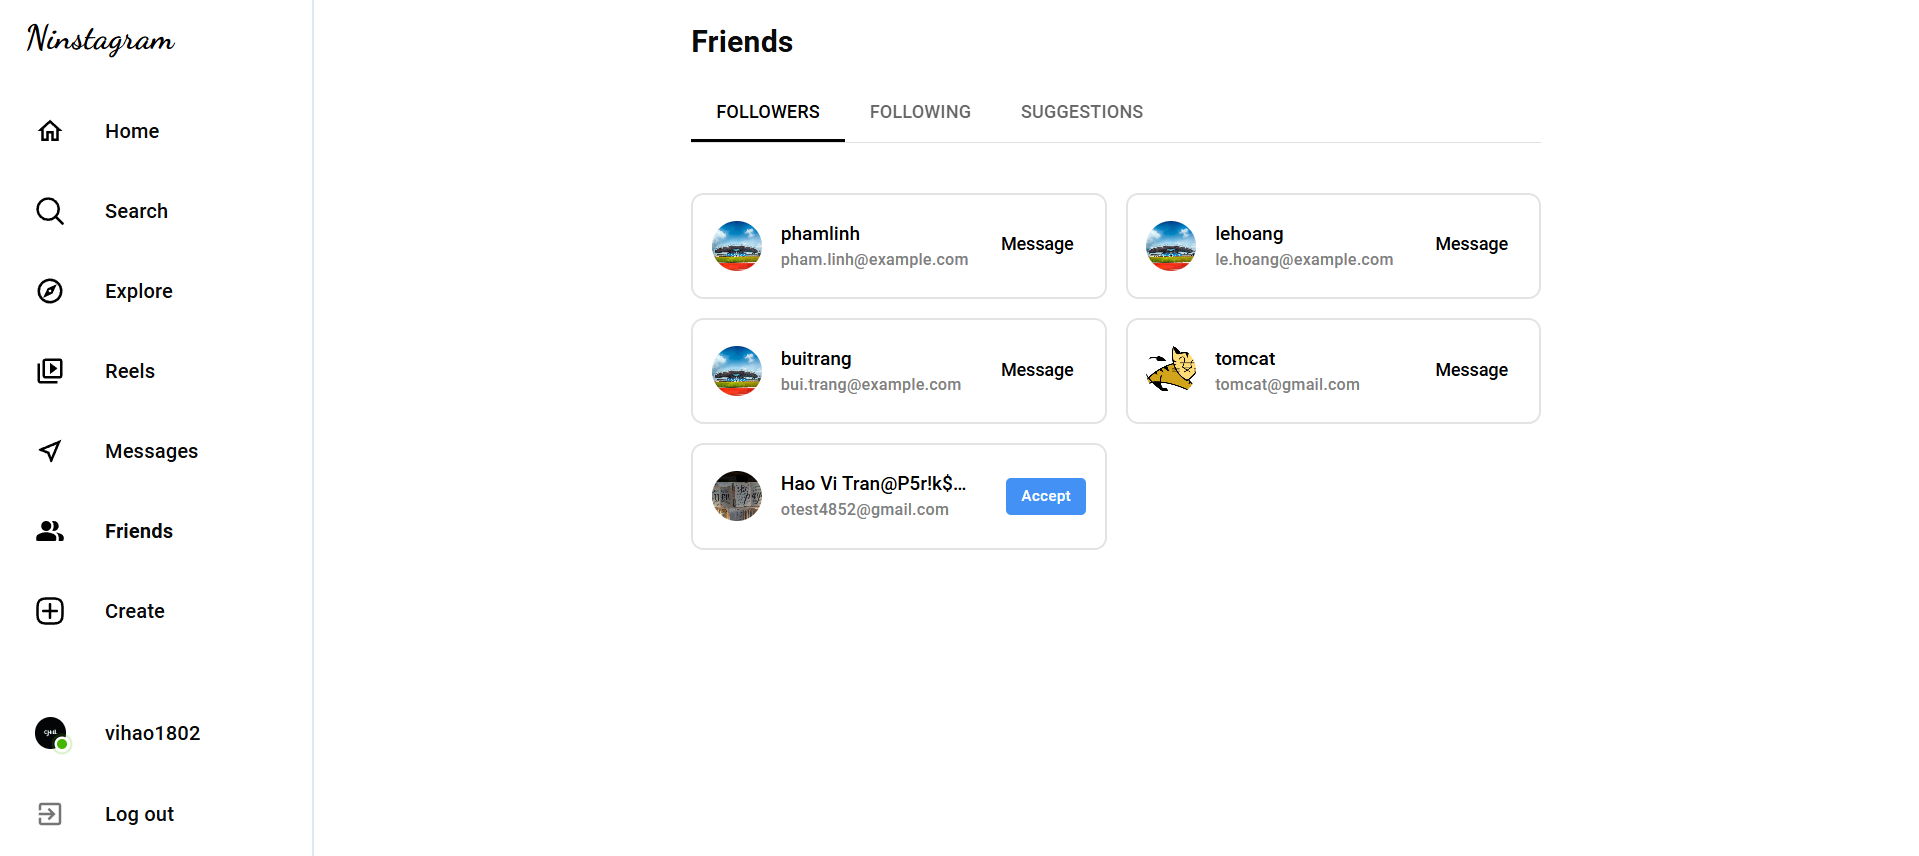 Ninstagram
Home
Search
Explore
Reels
Messages
Friends
Create
vihao1802
Log out
Friends
FOLLOWERS FOLLOWING SUGGESTIONS
phamlinh
pham.linh@example.com
Message
lehoang
le.hoang@example.com
Message
buitrang
bui.trang@example.com
Message
tomcat
tomcat@gmail.com
Message
Hao Vi Tran@P5r!k$...
otest4852@gmail.com
Accept